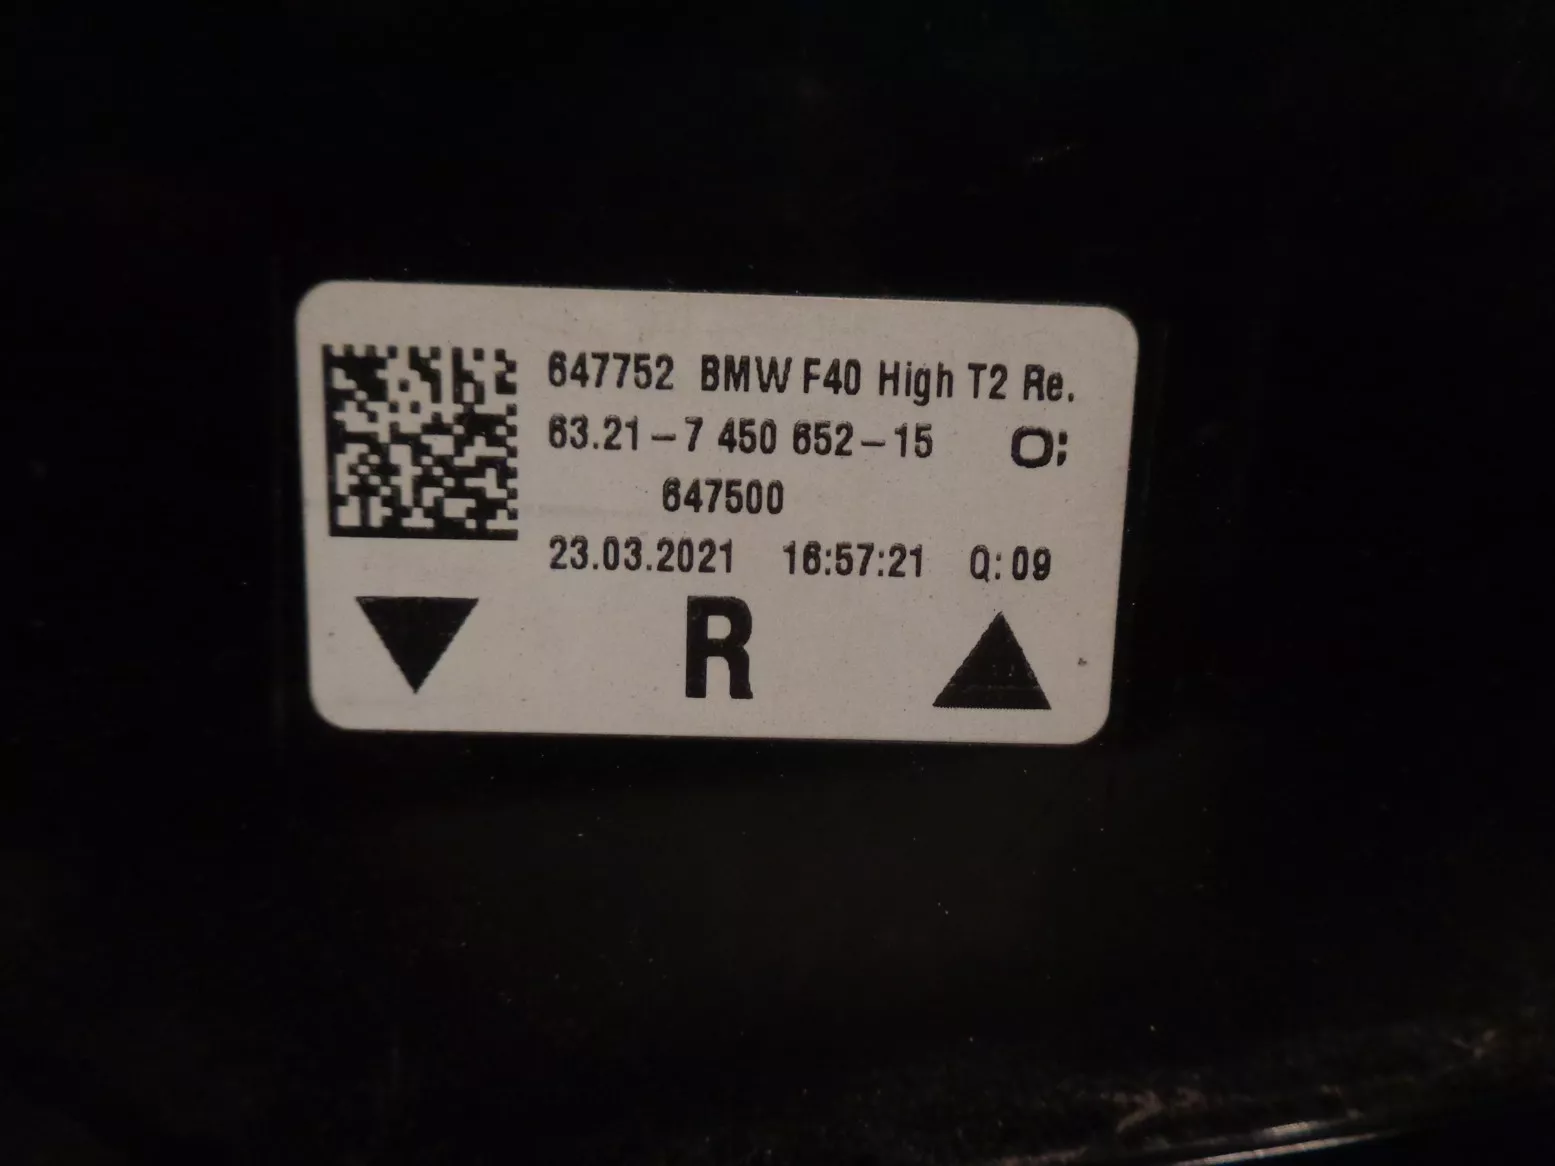 647752 BMW F40 High T2 Re.
63.21-7 450 652-15 O;
647500
23.03.2021 16:57:21 Q:09
R